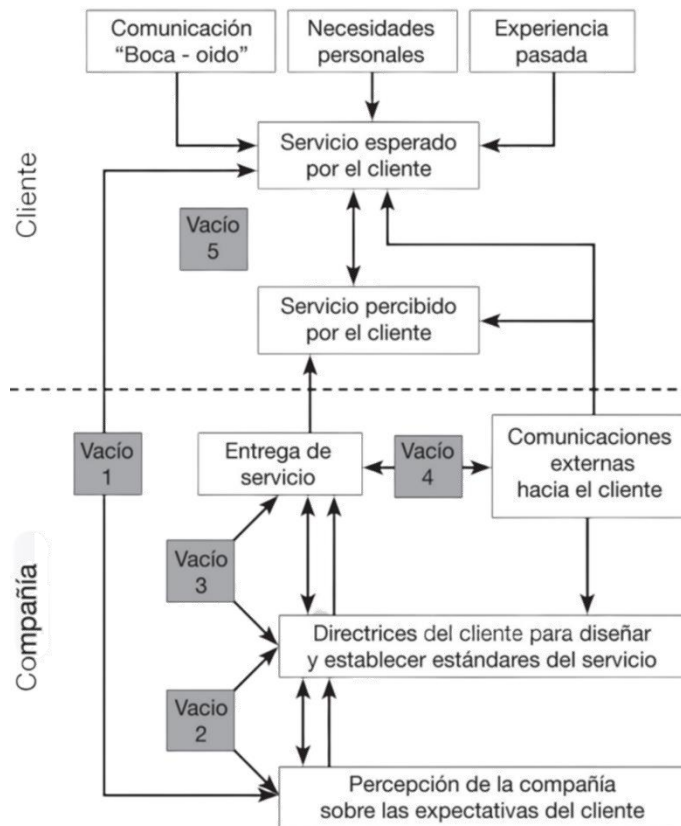 Comunicación
“Boca - oido”
Necesidades
personales
Experiencia
pasada
Servicio esperado
por el cliente
Cliente
Vacío
5
Servicio percibido
por el cliente
Vacío
1
Entrega de
servicio
Vacío
4
Comunicaciones
externas
hacia el cliente
Compañía
Vacío
3
Directrices del cliente para diseñar
y establecer estándares del servicio
Vacio
2
Percepción de la compañía
sobre las expectativas del cliente